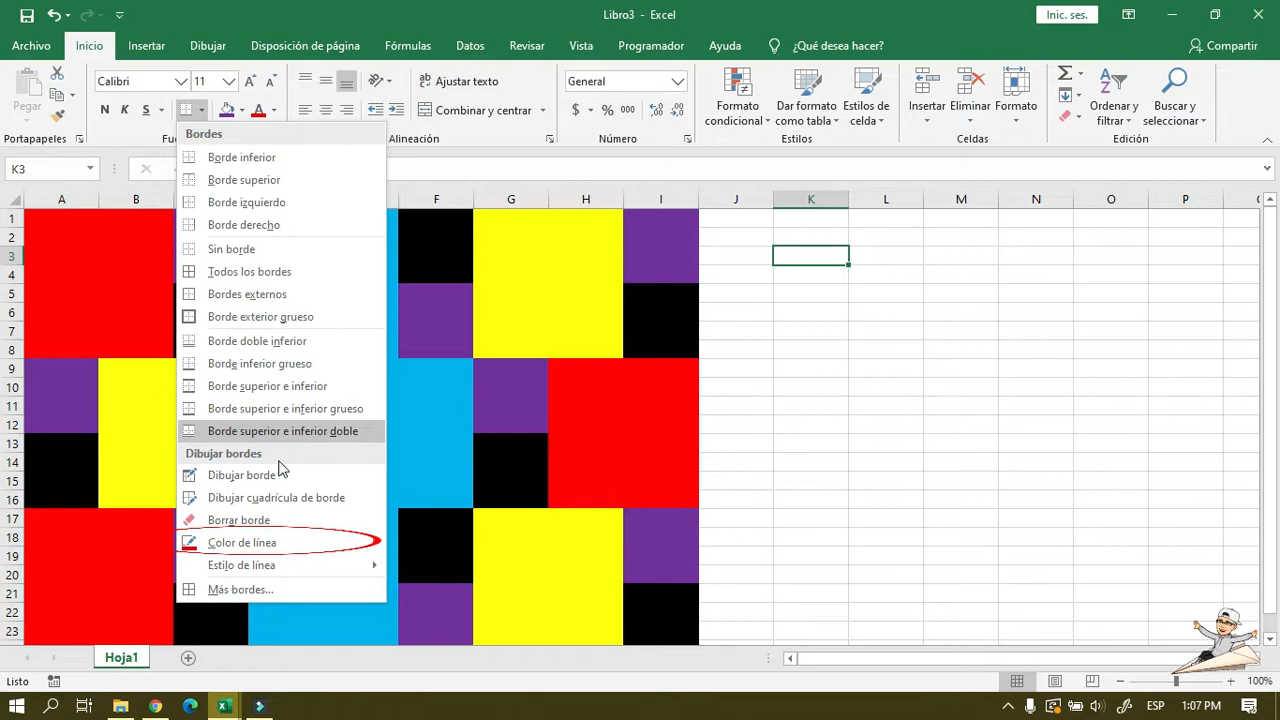 Libro3 - Excel
Inic. ses.
Archivo Inicio Insertar Dibujar Disposición de página Fórmulas Datos Revisar Vista Programador Ayuda ¿Qué desea hacer? Compartir
Pegar
Calibri 11
N K S
Ajustar texto
Combinar y centrar
General
$ % 000
Formato condicional
Dar formato como tabla
Estilos de celda
Insertar Eliminar Formato
Ordenar y filtrar
Buscar y seleccionar
Portapapeles Alineación Número Estilos Celdas Edición
K3
Bordes
Borde inferior
Borde superior
Borde izquierdo
Borde derecho
Sin borde
Todos los bordes
Bordes externos
Borde exterior grueso
Borde doble inferior
Borde inferior grueso
Borde superior e inferior
Borde superior e inferior grueso
Borde superior e inferior doble
Dibujar bordes
Dibujar borde
Dibujar cuadrícula de borde
Borrar borde
Color de línea
Estilo de línea
Más bordes...
A B F G H I J K L M N O P
1
2
3
4
5
6
7
8
9
10
11
12
13
14
15
16
17
18
19
20
21
22
23
Hoja1
Listo 100%
ESP 1:07 PM